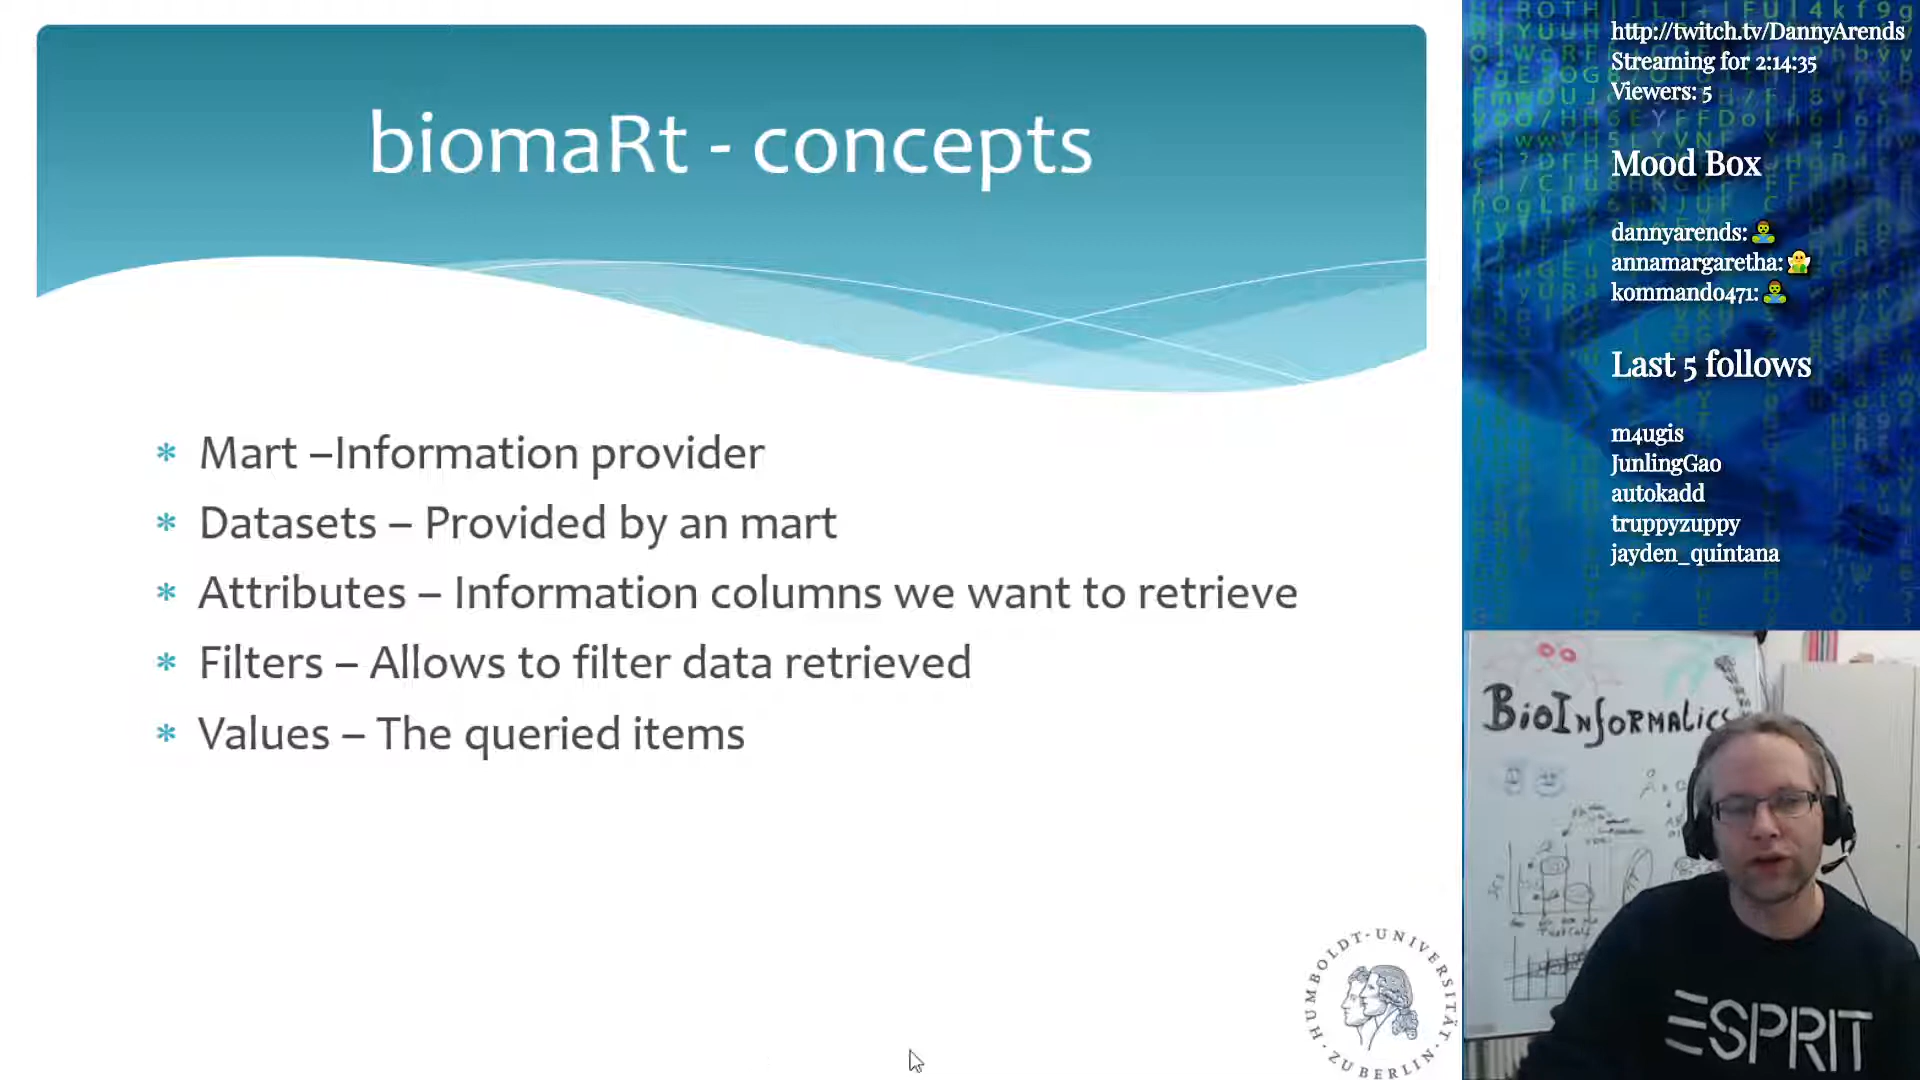 biomaRt - concepts
* Mart –Information provider
* Datasets – Provided by an mart
* Attributes – Information columns we want to retrieve
* Filters – Allows to filter data retrieved
* Values – The queried items
HUMBOLDT-UNIVERSITÄT
· ZU BERLIN ·
http://twitch.tv/DannyArends
Streaming for 2:14:35
Viewers: 5
Mood Box
dannyarends:
annamargaretha:
kommando471:
Last 5 follows
m4ugis
JunlingGao
autokadd
truppyzuppy
jayden_quintana
BioInformatics
ESPRIT